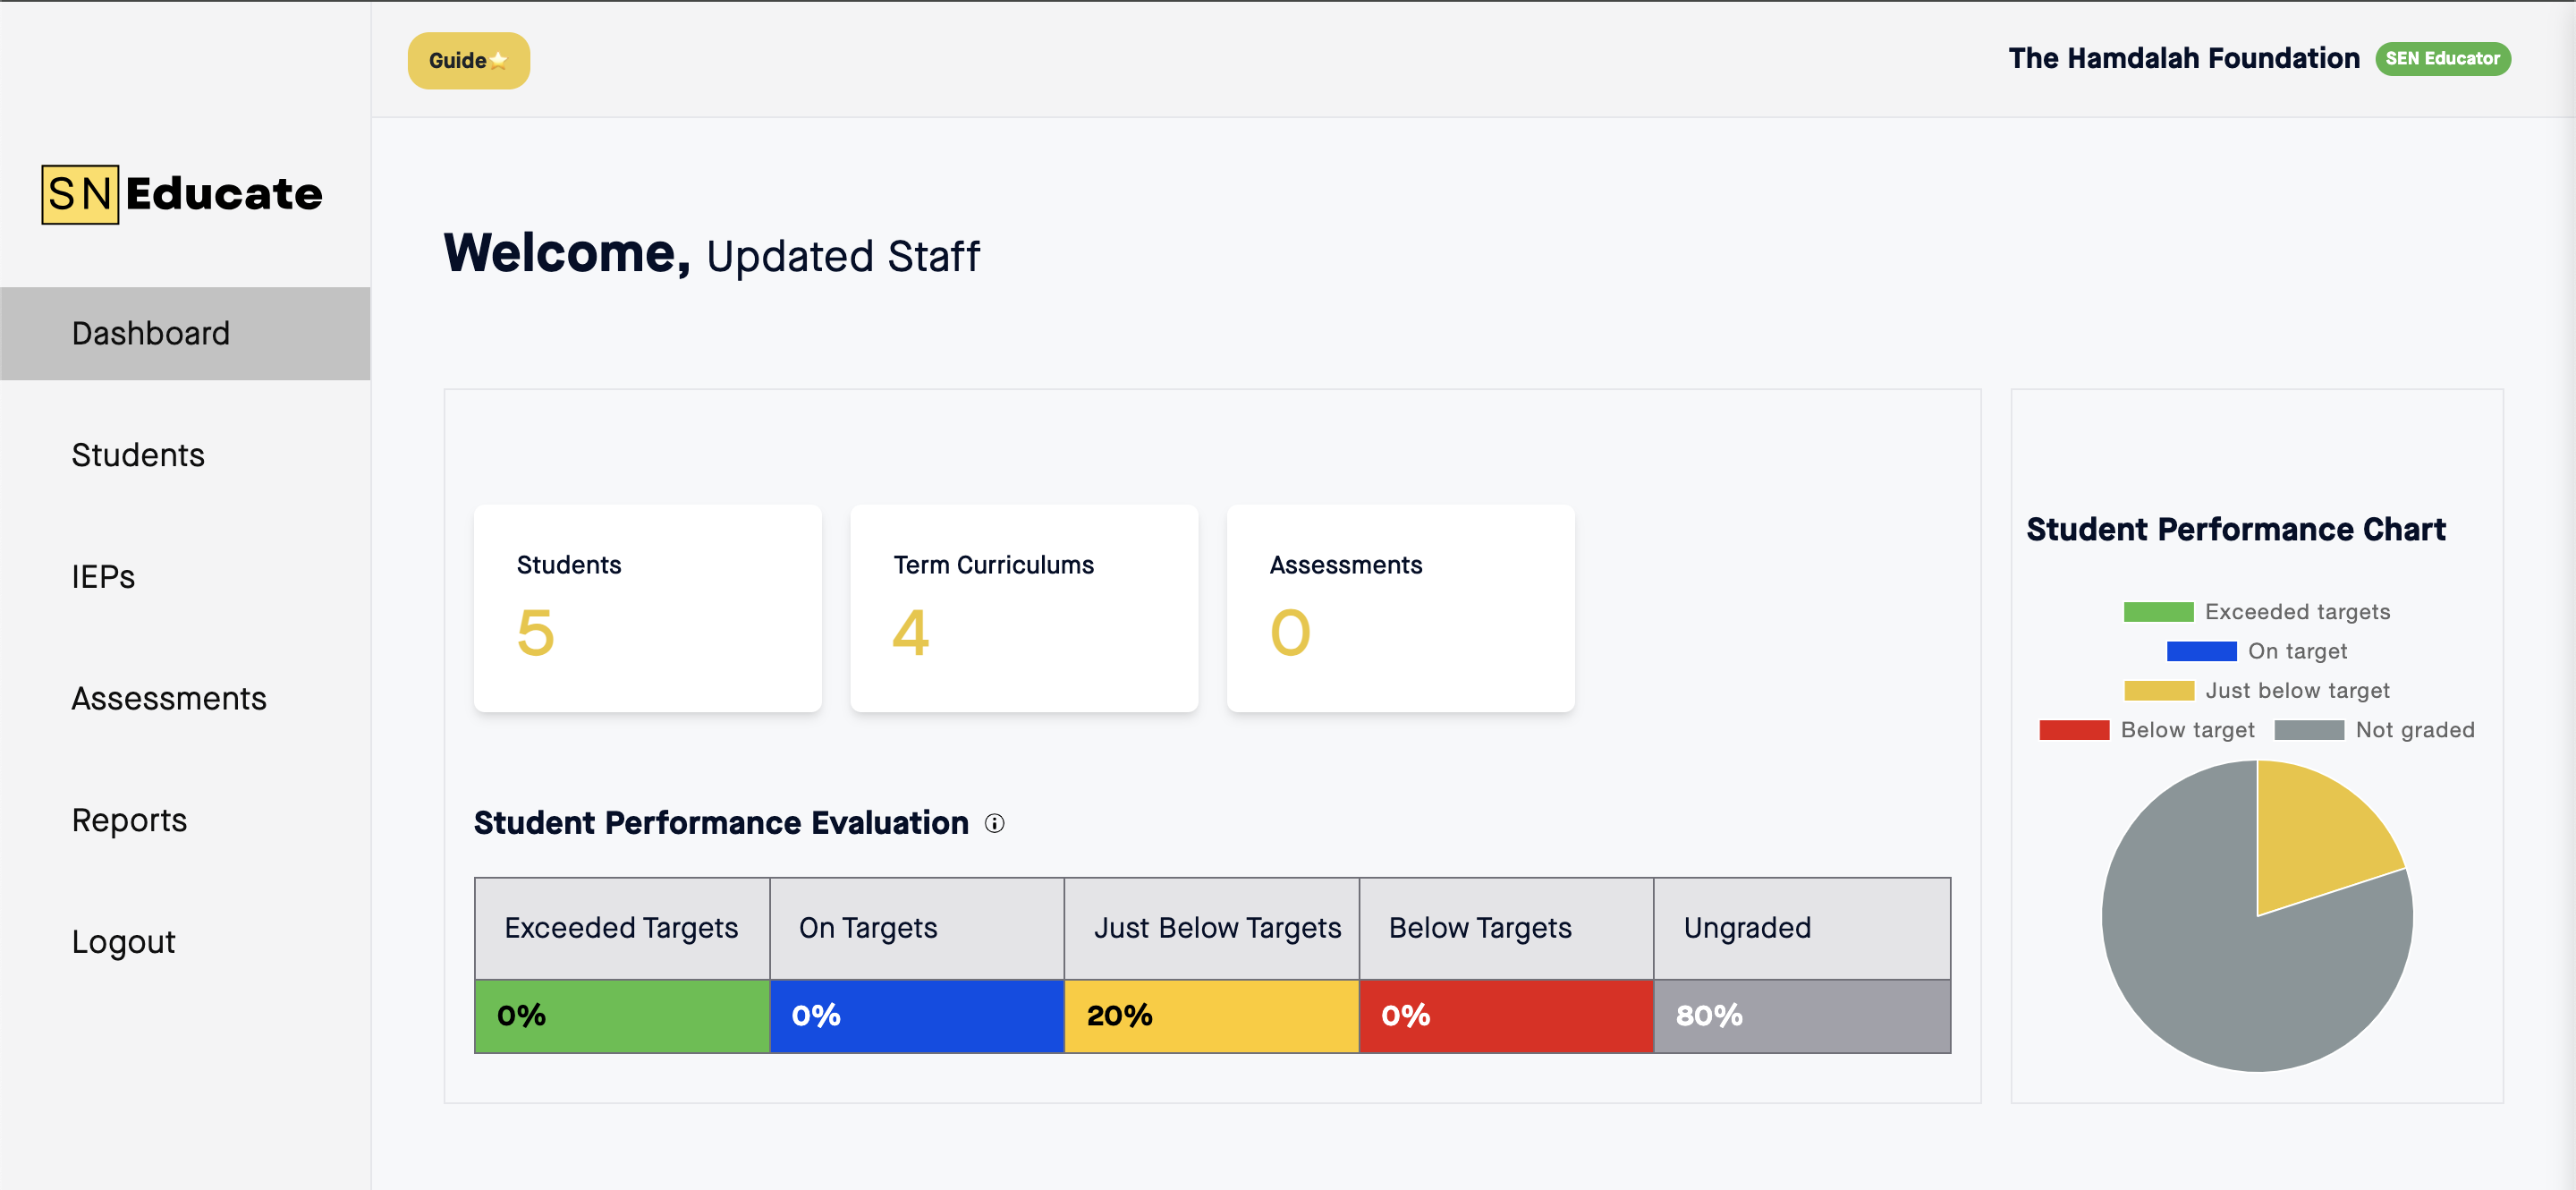 Guide⭐
The Hamdalah Foundation SEN Educator
SN Educate
Dashboard
Students
IEPs
Assessments
Reports
Logout
Welcome, Updated Staff
Students
5
Term Curriculums
4
Assessments
0
Student Performance Evaluation
Exceeded Targets On Targets Just Below Targets Below Targets Ungraded
0% 0% 20% 0% 80%
Student Performance Chart
Exceeded targets
On target
Just below target
Below target Not graded